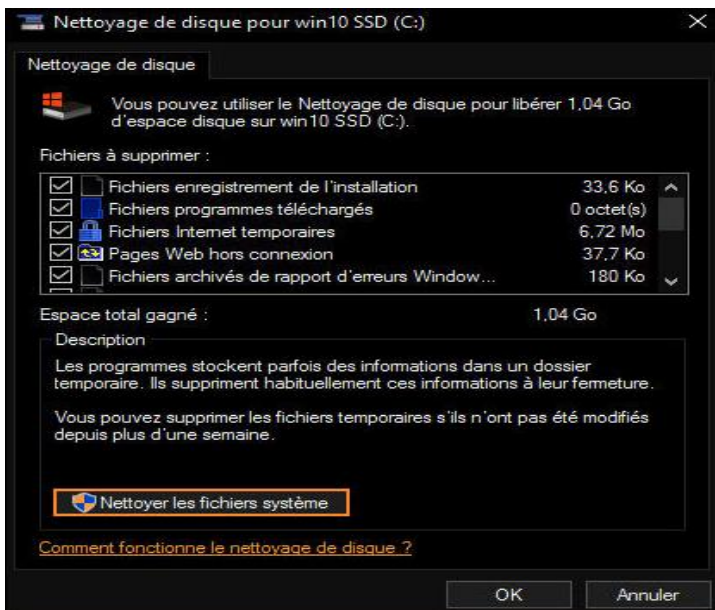 Nettoyage de disque pour win10 SSD (C:)
Nettoyage de disque
Vous pouvez utiliser le Nettoyage de disque pour libérer 1,04 Go
d'espace disque sur win10 SSD (C:).
Fichiers à supprimer :
Fichiers enregistrement de l'installation 33,6 Ko
Fichiers programmes téléchargés 0 octet(s)
Fichiers Internet temporaires 6,72 Mo
Pages Web hors connexion 37,7 Ko
Fichiers archivés de rapport d'erreurs Window... 180 Ko
Espace total gagné : 1,04 Go
Description
Les programmes stockent parfois des informations dans un dossier
temporaire. Ils suppriment habituellement ces informations à leur fermeture.
Vous pouvez supprimer les fichiers temporaires s'ils n'ont pas été modifiés
depuis plus d'une semaine.
Nettoyer les fichiers système
Comment fonctionne le nettoyage de disque ?
OK Annuler